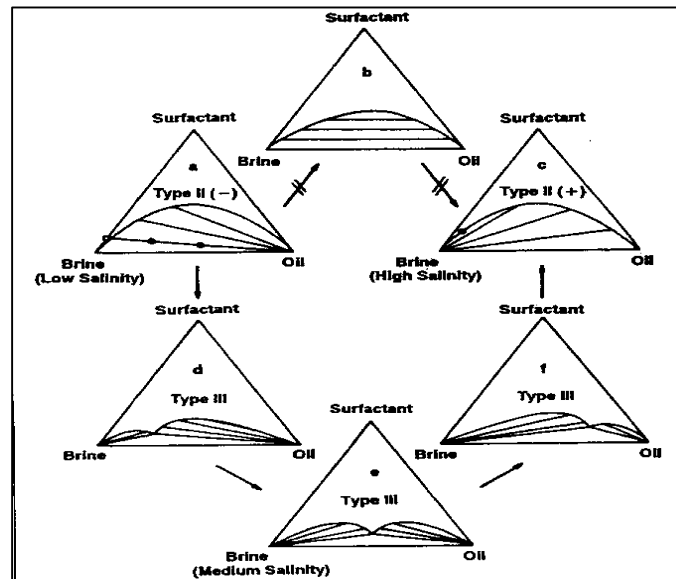 Surfactant
b
Brine
Oil
Surfactant
a
Type II (−)
Brine
(Low Salinity)
Oil
Surfactant
c
Type II (+)
Brine
(High Salinity)
Oil
Surfactant
d
Type III
Brine
Oil
Surfactant
e
Type III
Brine
(Medium Salinity)
Oil
Surfactant
f
Type III
Brine
Oil